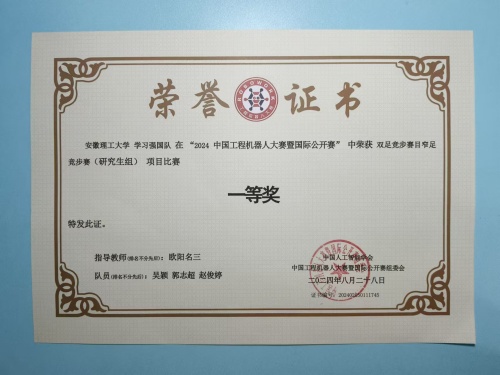 荣誉证书
安徽理工大学 学习强国队 在“2024 中国工程机器人大赛暨国际公开赛”中荣获 双足竞步赛目窄足
竞步赛（研究生组） 项目比赛
一等奖
特发此证。
指导教师(排名不分先后)：欧阳名三
队员(排名不分先后)：吴颖 郭志超 赵俊婷
中国人工智能学会
中国工程机器人大赛暨国际公开赛组委会
二〇二四年八月二十八日